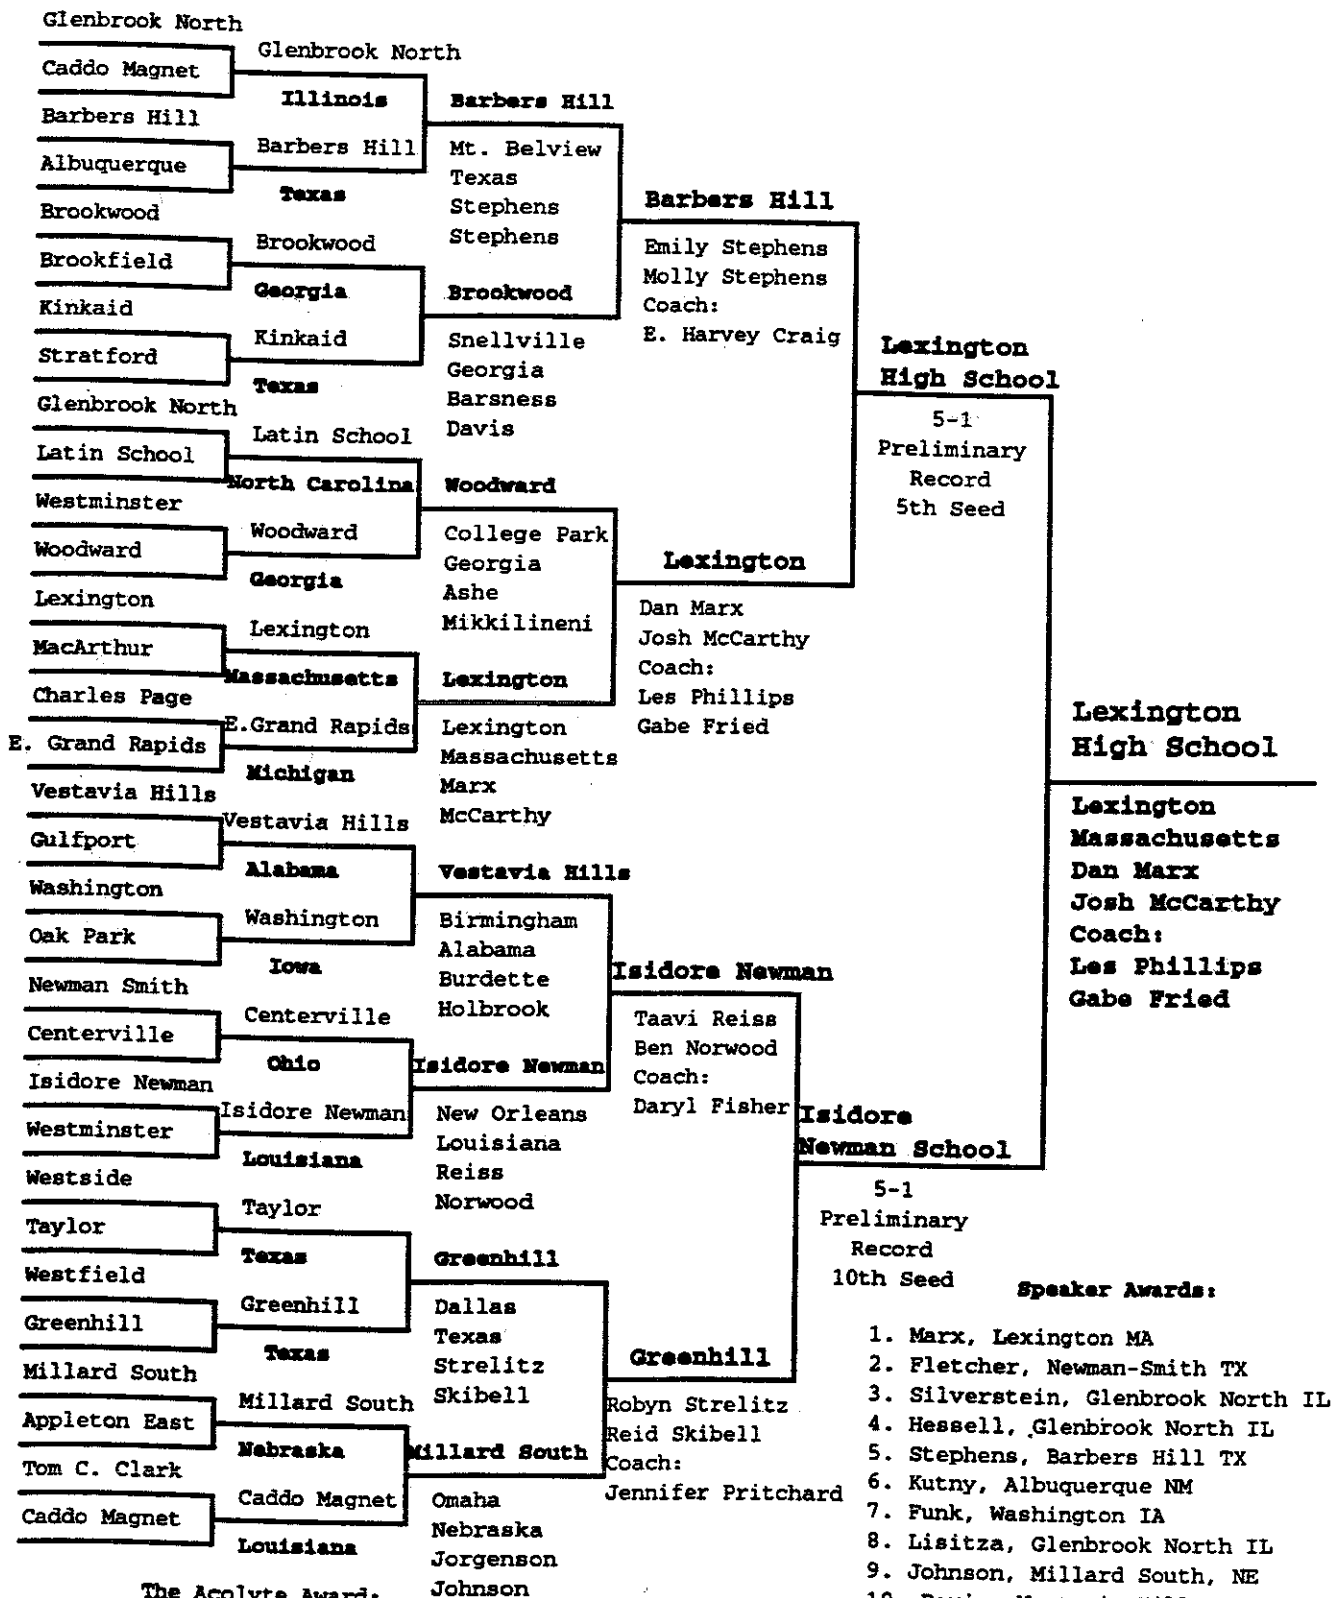 Glenbrook North
Caddo Magnet
Barbers Hill
Albuquerque
Brookwood
Brookfield
Kinkaid
Stratford
Glenbrook North
Latin School
Westminster
Woodward
Lexington
MacArthur
Charles Page
E. Grand Rapids
Vestavia Hills
Gulfport
Washington
Oak Park
Newman Smith
Centerville
Isidore Newman
Westminster
Westside
Taylor
Westfield
Greenhill
Millard South
Appleton East
Tom C. Clark
Caddo Magnet
Glenbrook North
Illinois
Barbers Hill
Texas
Brookwood
Georgia
Kinkaid
Texas
Latin School
North Carolina
Woodward
Georgia
Lexington
Massachusetts
E.Grand Rapids
Michigan
Vestavia Hills
Alabama
Washington
Iowa
Centerville
Ohio
Isidore Newman
Louisiana
Taylor
Texas
Greenhill
Texas
Millard South
Nebraska
Caddo Magnet
Louisiana
Barbers Hill
Mt. Belview
Texas
Stephens
Stephens
Brookwood
Snellville
Georgia
Barsness
Davis
Woodward
College Park
Georgia
Ashe
Mikkilineni
Lexington
Lexington
Massachusetts
Marx
McCarthy
Vestavia Hills
Birmingham
Alabama
Burdette
Holbrook
Isidore Newman
New Orleans
Louisiana
Reiss
Norwood
Greenhill
Dallas
Texas
Strelitz
Skibell
Millard South
Omaha
Nebraska
Jorgenson
Johnson
Barbers Hill
Emily Stephens
Molly Stephens
Coach:
E. Harvey Craig
Lexington
Dan Marx
Josh McCarthy
Coach:
Les Phillips
Gabe Fried
Isidore Newman
Taavi Reiss
Ben Norwood
Coach:
Daryl Fisher
Greenhill
Robyn Strelitz
Reid Skibell
Coach:
Jennifer Pritchard
Lexington
High School
5-1
Preliminary
Record
5th Seed
Isidore
Newman School
5-1
Preliminary
Record
10th Seed
Lexington
High School
Lexington
Massachusetts
Dan Marx
Josh McCarthy
Coach:
Les Phillips
Gabe Fried
Speaker Awards:
1. Marx, Lexington MA
2. Fletcher, Newman-Smith TX
3. Silverstein, Glenbrook North IL
4. Hessell, Glenbrook North IL
5. Stephens, Barbers Hill TX
6. Kutny, Albuquerque NM
7. Funk, Washington IA
8. Lisitza, Glenbrook North IL
9. Johnson, Millard South, NE
The Acolyte Award: